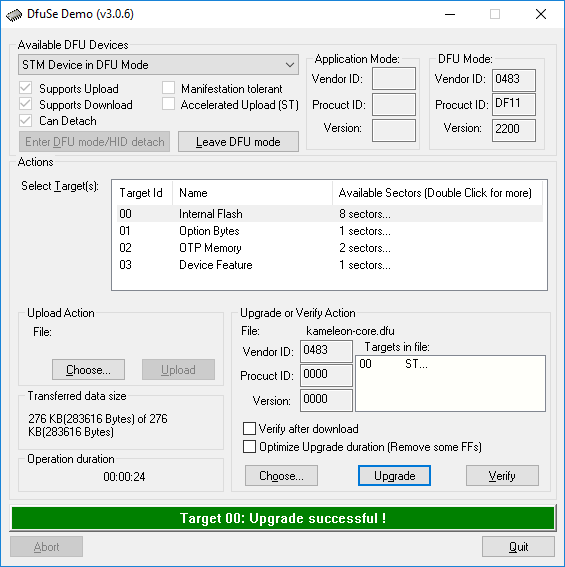 DfuSe Demo (v3.0.6)
Available DFU Devices
STM Device in DFU Mode
Supports Upload
Manifestation tolerant
Supports Download
Accelerated Upload (ST)
Can Detach
Enter DFU mode/HID detach
Leave DFU mode
Application Mode:
Vendor ID:
Procuct ID:
Version:
DFU Mode:
Vendor ID: 0483
Procuct ID: DF11
Version: 2200
Actions
Select Target(s):
Target Id Name Available Sectors (Double Click for more)
00 Internal Flash 8 sectors...
01 Option Bytes 1 sectors...
02 OTP Memory 2 sectors...
03 Device Feature 1 sectors...
Upload Action
File:
Choose...
Upload
Transferred data size
276 KB(283616 Bytes) of 276
KB(283616 Bytes)
Operation duration
00:00:24
Upgrade or Verify Action
File: kameleon-core.dfu
Vendor ID: 0483
Procuct ID: 0000
Version: 0000
Targets in file:
00 ST...
Verify after download
Optimize Upgrade duration (Remove some FFs)
Choose...
Upgrade
Verify
Target 00: Upgrade successful !
Abort
Quit